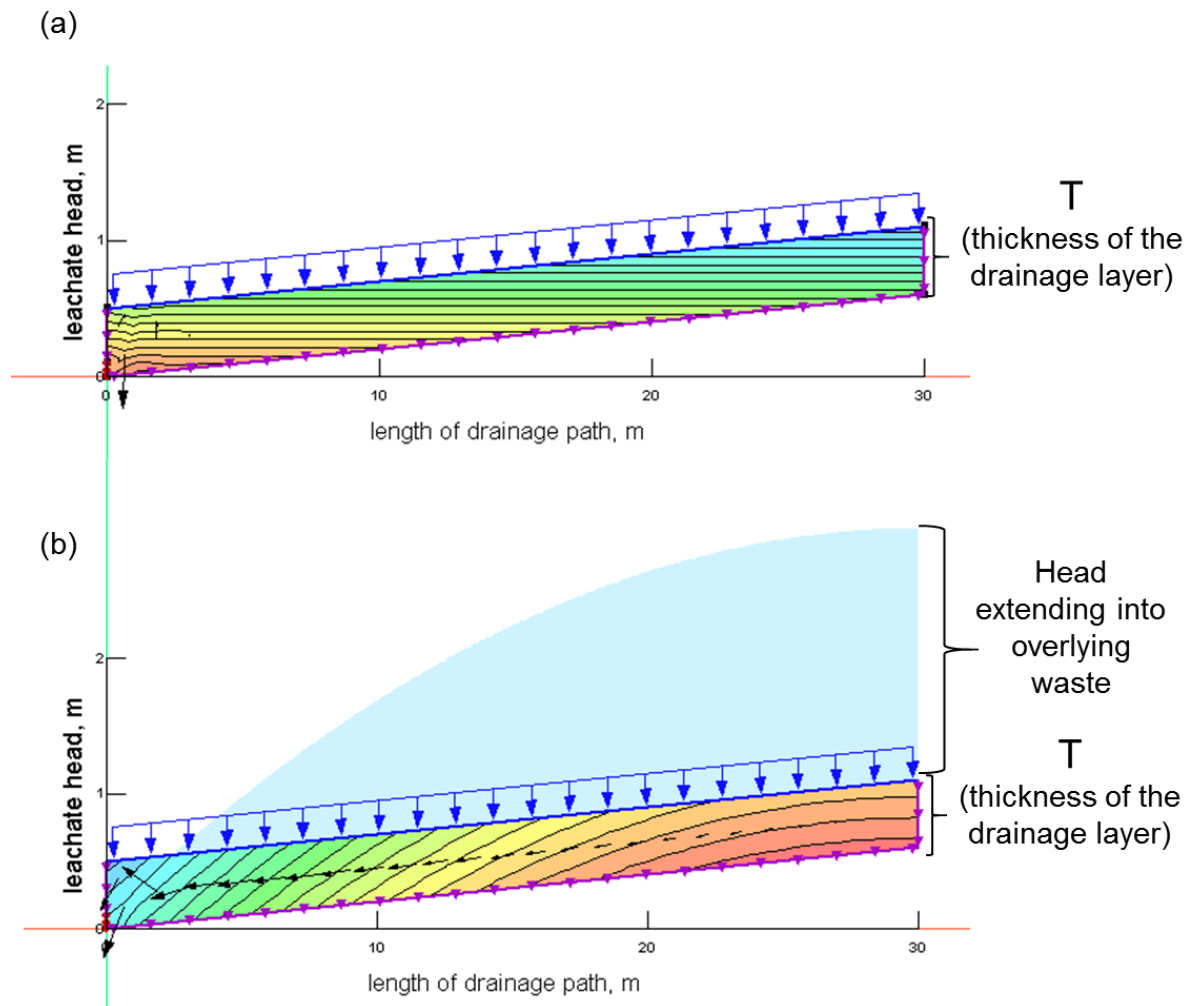 (a)
leachate head, m
2
1
0
0
10
20
30
length of drainage path, m
T
(thickness of the
drainage layer)
(b)
leachate head, m
2
1
0
0
10
20
30
length of drainage path, m
Head
extending into
overlying
waste
T
(thickness of the
drainage layer)